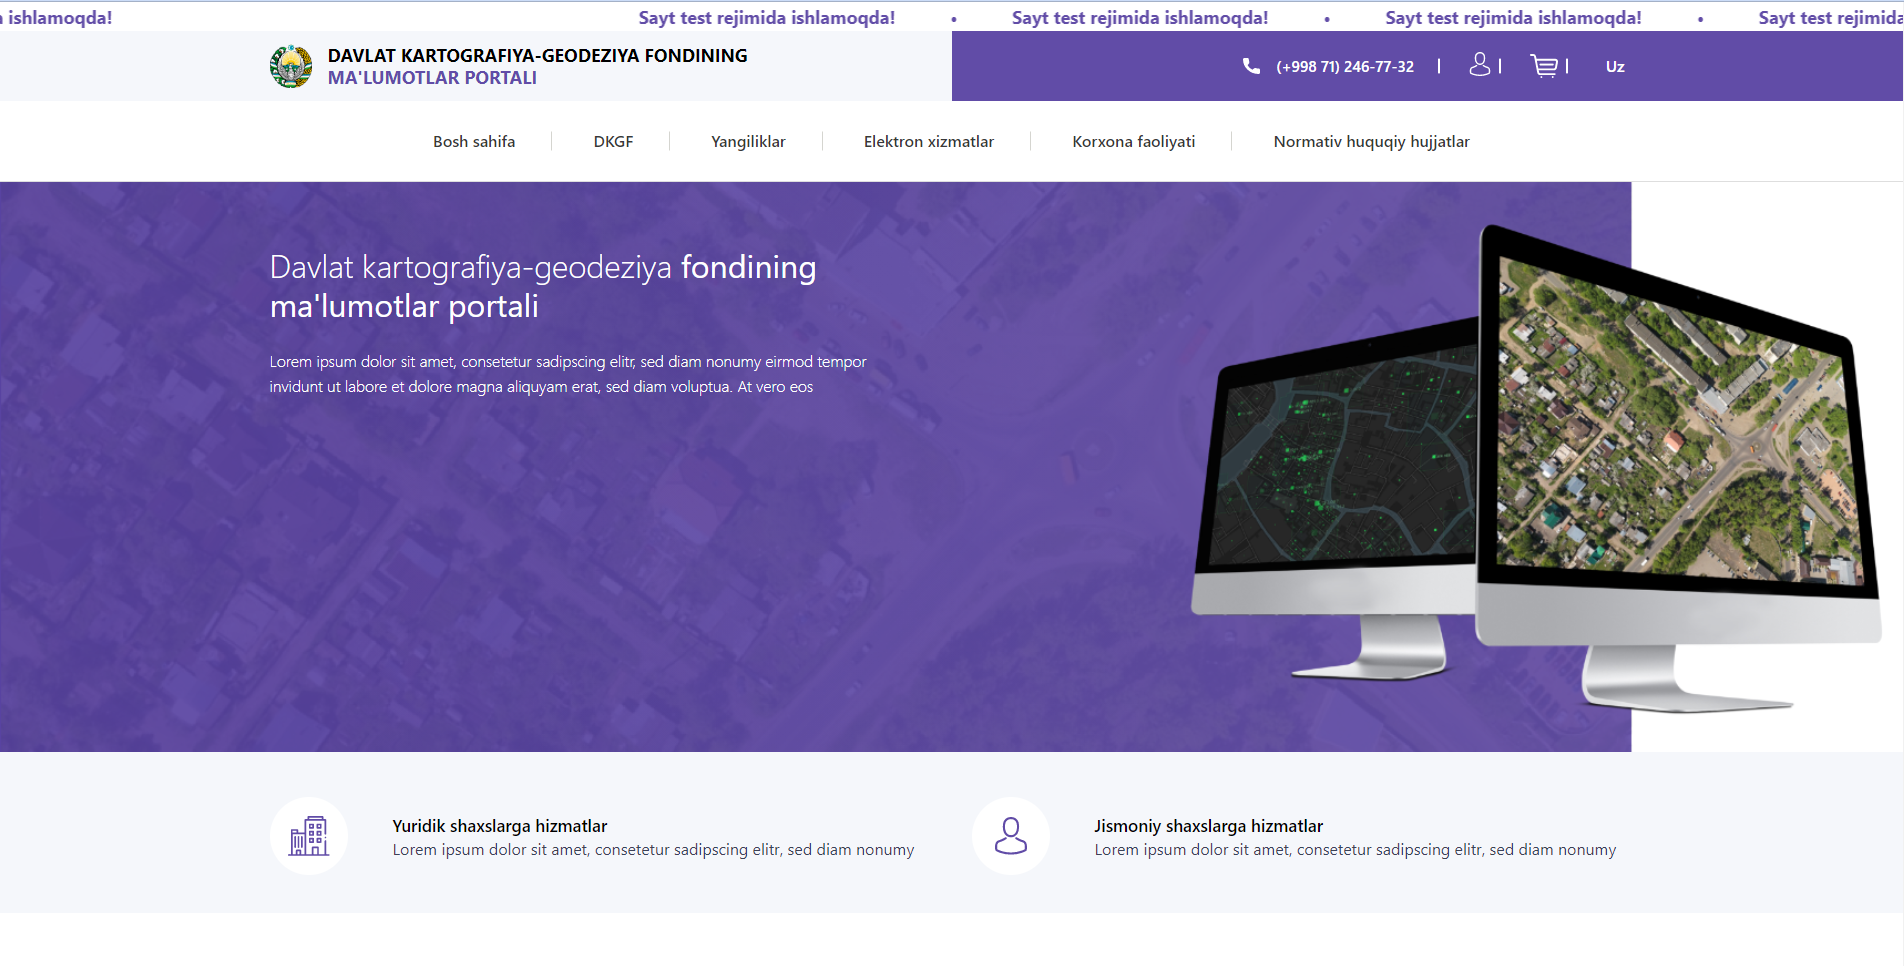 ishlamoqda! Sayt test rejimida ishlamoqda! • Sayt test rejimida ishlamoqda! • Sayt test rejimida ishlamoqda! • Sayt test rejimida
DAVLAT KARTOGRAFIYA-GEODEZIYA FONDINING
MA'LUMOTLAR PORTALI
(+998 71) 246-77-32 | | | Uz
Bosh sahifa
DKGF
Yangiliklar
Elektron xizmatlar
Korxona faoliyati
Normativ huquqiy hujjatlar
Davlat kartografiya-geodeziya fondining
ma'lumotlar portali
Lorem ipsum dolor sit amet, consetetur sadipscing elitr, sed diam nonumy eirmod tempor
invidunt ut labore et dolore magna aliquyam erat, sed diam voluptua. At vero eos
Yuridik shaxslarga hizmatlar
Lorem ipsum dolor sit amet, consetetur sadipscing elitr, sed diam nonumy
Jismoniy shaxslarga hizmatlar
Lorem ipsum dolor sit amet, consetetur sadipscing elitr, sed diam nonumy